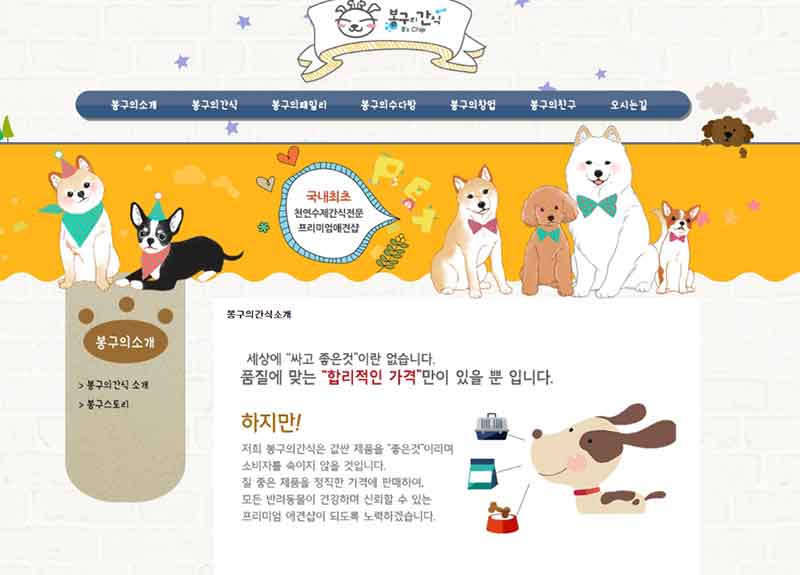 봉구의간식
B's Chip
봉구의소개 봉구의간식 봉구의패밀리 봉구의수다방 봉구의창업 봉구의친구 오시는길
PET
국내최초
천연수제간식전문
프리미엄애견샵
봉구의소개
> 봉구의간식 소개
> 봉구스토리
봉구의간식소개
세상에 "싸고 좋은것"이란 없습니다.
품질에 맞는 "합리적인 가격"만이 있을 뿐 입니다.
하지만!
저희 봉구의간식은 값싼 제품을 "좋은것"이리며
소비자를 속이지 않을 것입니다.
질 좋은 제품을 정직한 가격에 판매하여,
모든 반려동물이 건강하며 신뢰할 수 있는
프리미엄 애견샵이 되도록 노력하겠습니다.